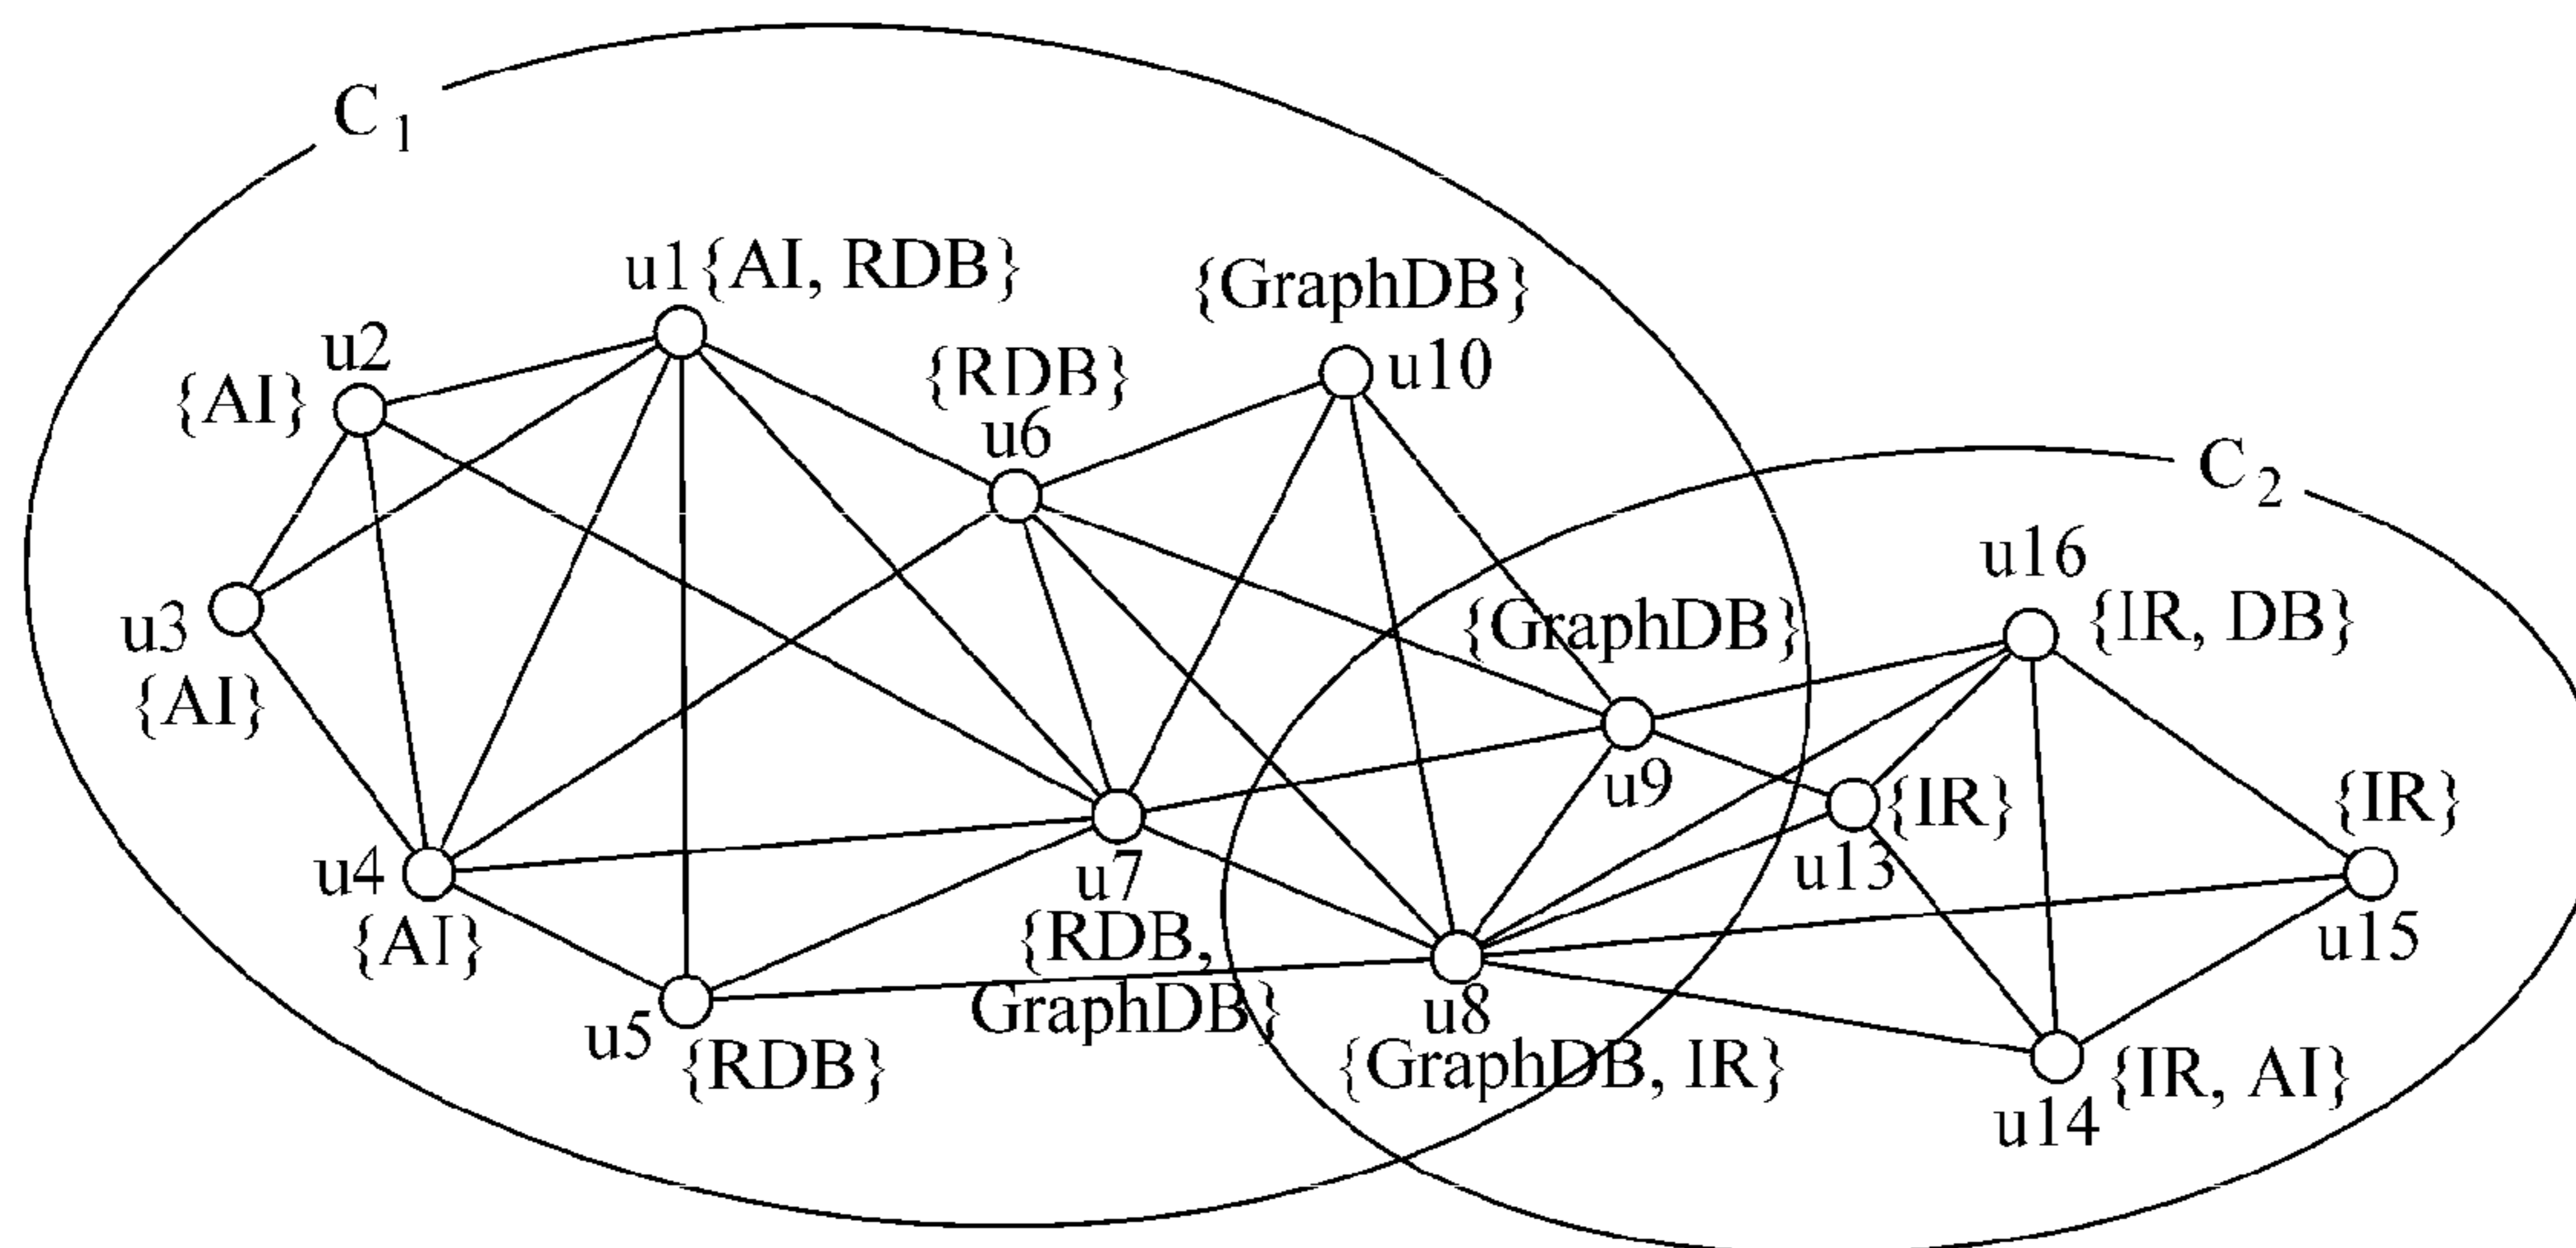 C1
u1{AI, RDB}
{GraphDB}
u2
{AI}
{RDB}
u6
u10
C2
u16
{IR, DB}
{GraphDB}
u3
{AI}
u9
{IR}
u13
{IR}
u15
u4
{AI}
u7
{RDB,
GraphDB}
u5
{RDB}
u8
{GraphDB, IR}
{IR, AI}
u14